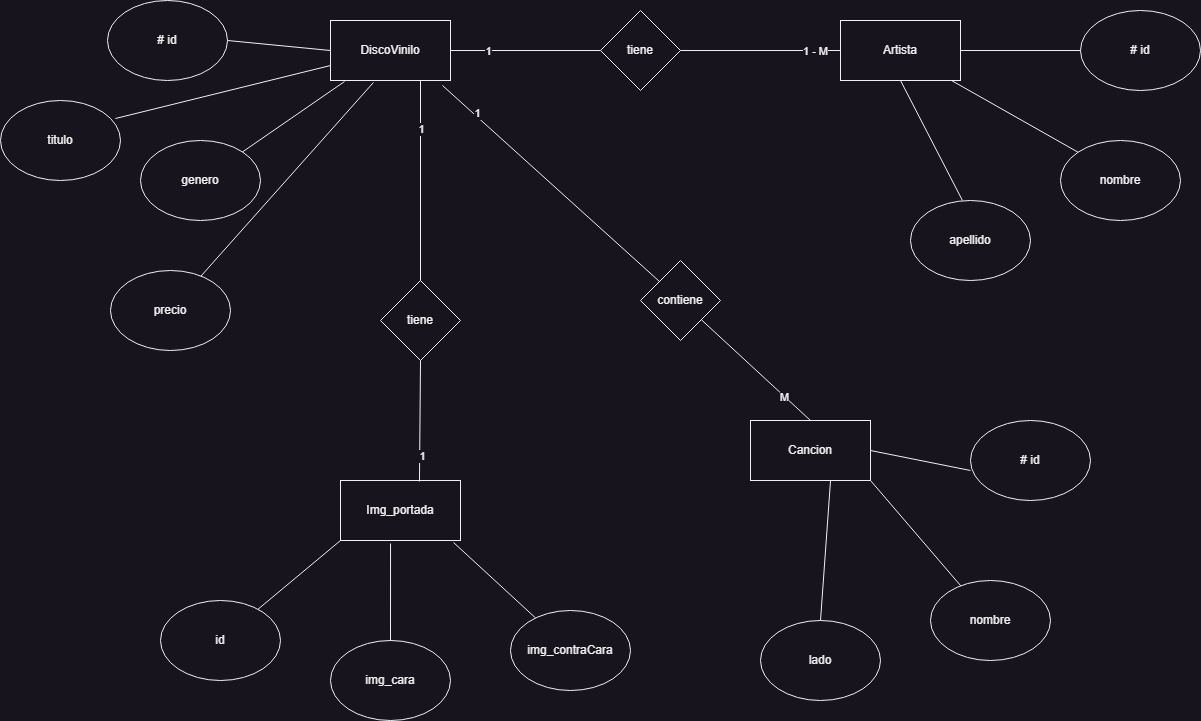 # id
DiscoVinilo
1
tiene
1 - M
Artista
# id
titulo
genero
1
1
nombre
apellido
precio
tiene
contiene
M
1
Cancion
# id
Img_portada
id
img_cara
img_contraCara
lado
nombre